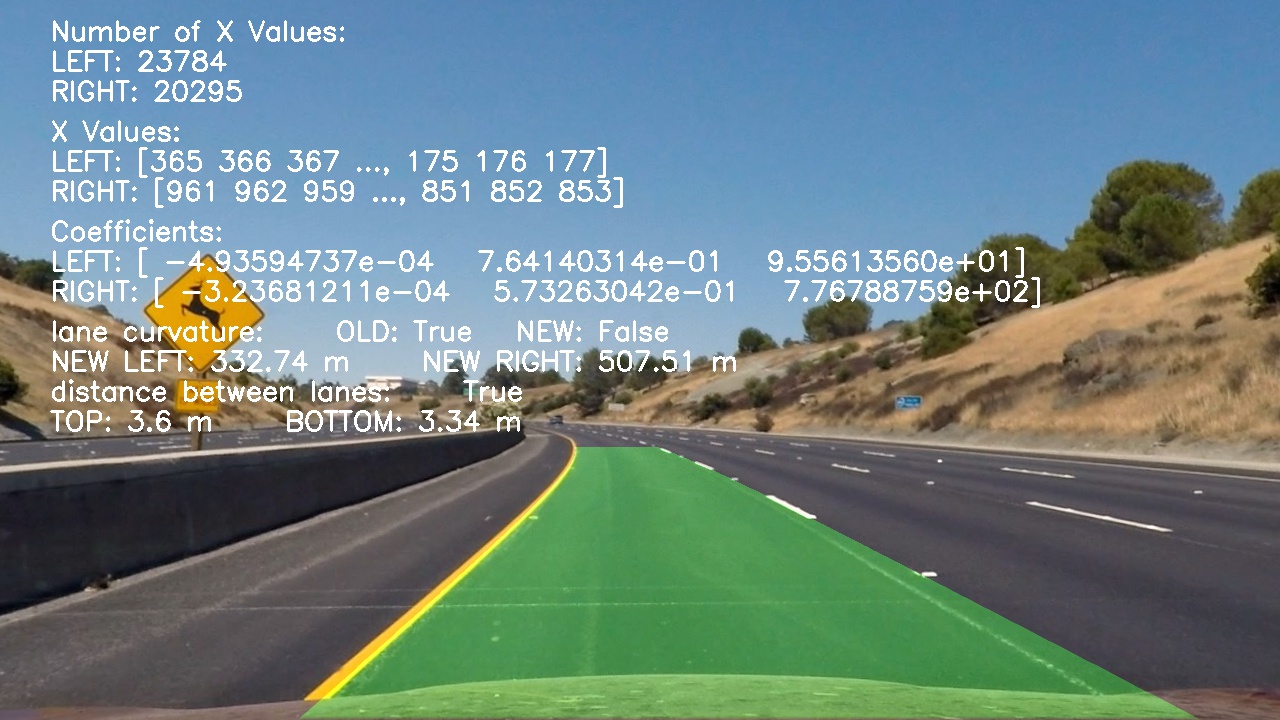 Number of X Values:
LEFT: 23784
RIGHT: 20295
X Values:
LEFT: [365 366 367 ..., 175 176 177]
RIGHT: [961 962 959 ..., 851 852 853]
Coefficients:
LEFT: [ -4.93594737e-04 7.64140314e-01 9.55613560e+01]
RIGHT: [ -3.23681211e-04 5.73263042e-01 7.76788759e+02]
lane curvature: OLD: True NEW: False
NEW LEFT: 332.74 m NEW RIGHT: 507.51 m
distance between lanes: True
TOP: 3.6 m BOTTOM: 3.34 m